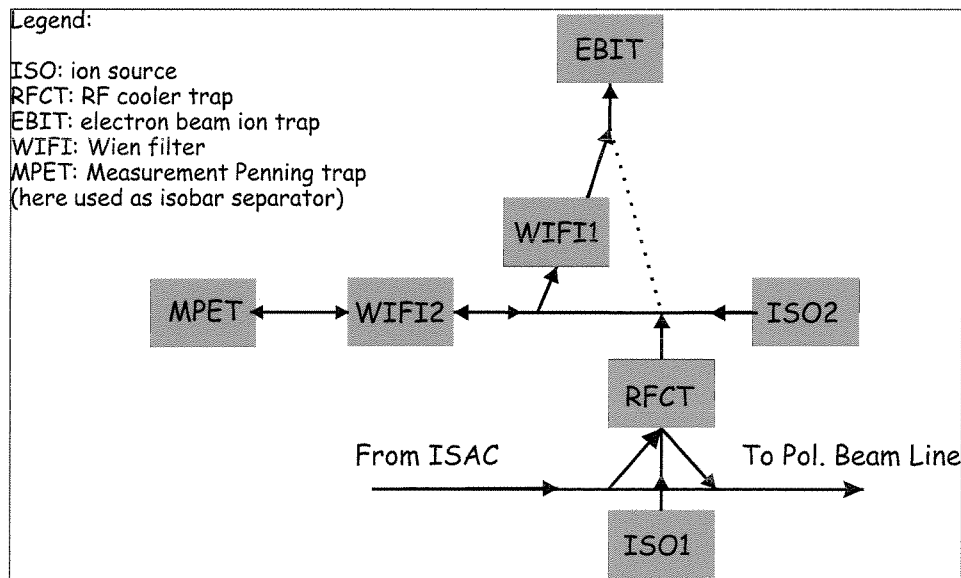 Legend:
ISO: ion source
RFCT: RF cooler trap
EBIT: electron beam ion trap
WIFI: Wien filter
MPET: Measurement Penning trap
(here used as isobar separator)
EBIT
WIFI1
MPET
WIFI2
ISO2
RFCT
From ISAC
To Pol. Beam Line
ISO1